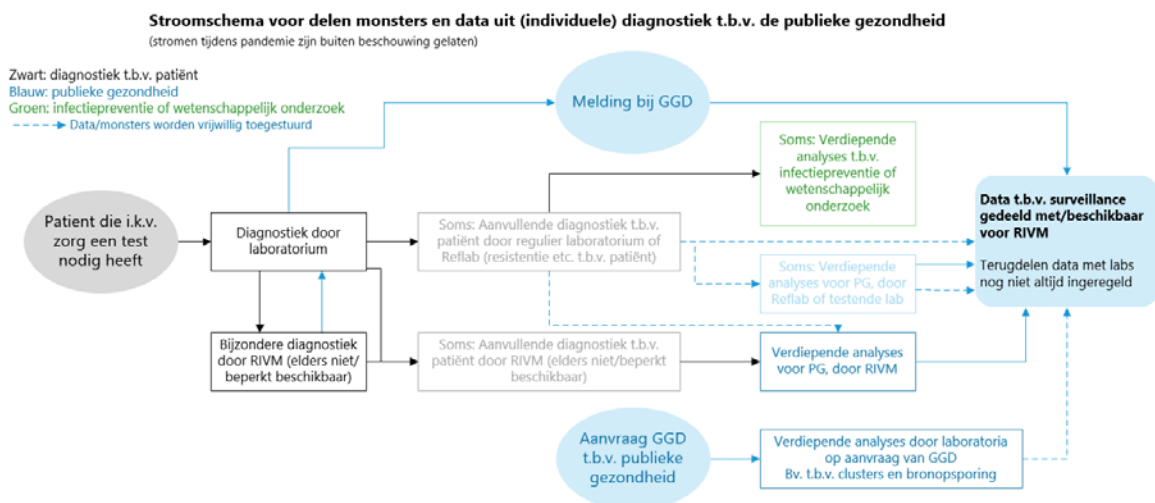 Stroomschema voor delen monsters en data uit (individuele) diagnostiek t.b.v. de publieke gezondheid
(stromen tijdens pandemie zijn buiten beschouwing gelaten)
Zwart: diagnostiek t.b.v. patiënt
Blauw: publieke gezondheid
Groen: infectiepreventie of wetenschappelijk onderzoek
Data/monsters worden vrijwillig toegestuurd
Melding bij GGD
Soms: Verdiepende
analyses t.b.v.
infectiepreventie of
wetenschappelijk
onderzoek
Patient die i.k.v.
zorg een test
nodig heeft
Diagnostiek door
laboratorium
Soms: Aanvullende diagnostiek t.b.v.
patiënt door regulier laboratorium of
Reflab (resistentie etc. t.b.v. patiënt)
Soms: Verdiepende
analyses voor PG, door
Reflab of testende lab
Data t.b.v. surveillance
gedeeld met/beschikbaar
voor RIVM
Terugdelen data met labs
nog niet altijd ingeregeld
Bijzondere diagnostiek
door RIVM (elders niet/
beperkt beschikbaar)
Soms: Aanvullende diagnostiek t.b.v.
patiënt door RIVM (elders niet/beperkt
beschikbaar)
Verdiepende analyses
voor PG, door RIVM
Aanvraag GGD
t.b.v. publieke
gezondheid
Verdiepende analyses door laboratoria
op aanvraag van GGD
Bv. t.b.v. clusters en bronopsporing